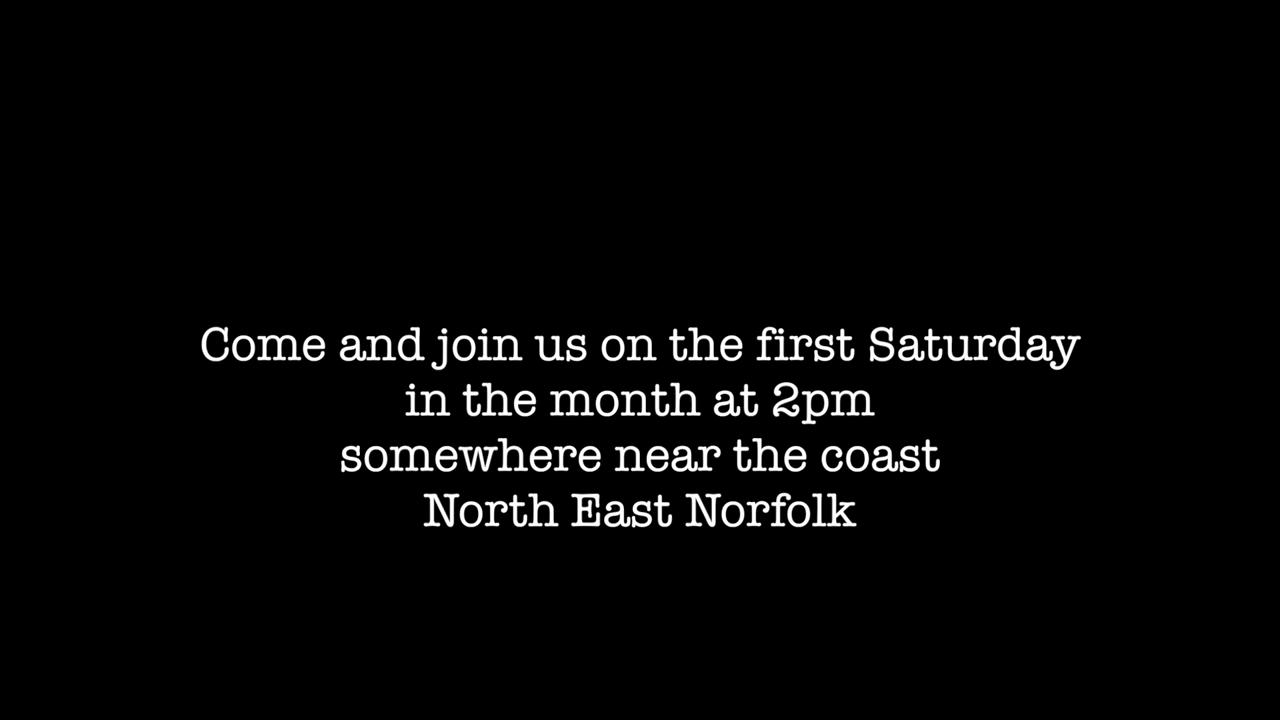 Come and join us on the first Saturday
in the month at 2pm
somewhere near the coast
North East Norfolk